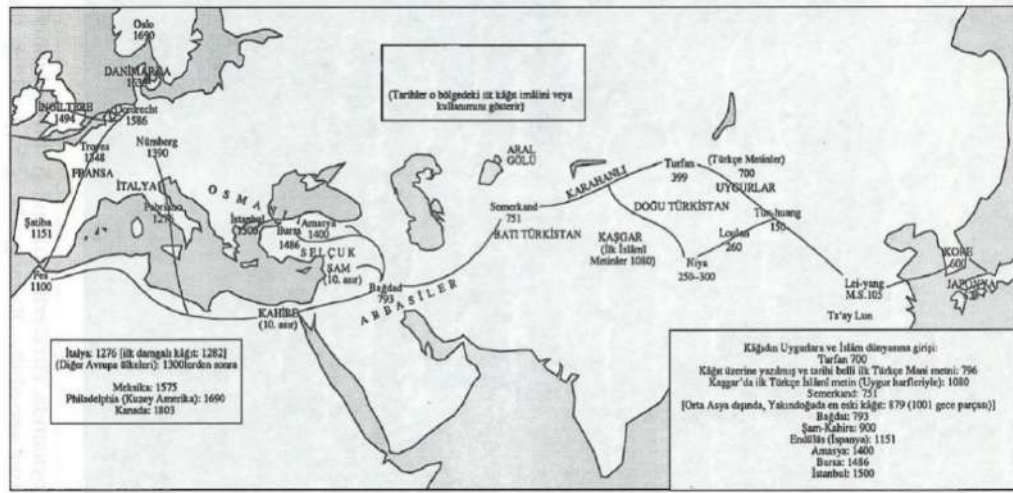 Oslo
1690
DANİMARCA
İNGİLTERE
1494
Dordrecht
1586
Troyes
1348
Nürnberg
1390
FRANSA
İTALYA
Fabriano
1276
Şatiba
1151
Fes
1100
OSMANLI
İstanbul
1500
Bursa
1486
Amasya
1400
SELÇUK
ŞAM
(10. asır)
Bağdad
793
KAHİRE
(10. asır)
ABBASİLER
(Tarihler o bölgedeki ilk kâğıt imâlini veya
kullanımını gösterir)
ARAL
GÖLÜ
Semerkand
751
BATI TÜRKİSTAN
KARAHANLI
Turfan
399
(Türkçe Metinler)
700
UYGURLAR
DOĞU TÜRKİSTAN
KAŞGAR
(İlk İslâmî
Metinler 1080)
Tun-huang
150
Loulan
260
Niya
250–300
Lei-yang
M.S.105
Ts'ay Lun
KORE
600
JAPONYA
İtalya: 1276 [ilk damgalı kâğıt: 1282]
(Diğer Avrupa ülkeleri): 1300lerden sonra
Meksika: 1575
Philadelphia (Kuzey Amerika): 1690
Kanada: 1803
Kâğıdın Uygurlara ve İslâm dünyasına girişi:
Turfan 700
Kâğıt üzerine yazılmış ve tarihi belli ilk Türkçe Mani metni: 796
Kaşgar'da ilk Türkçe İslâmî metin (Uygur harfleriyle): 1080
Semerkand: 751
[Orta Asya dışında, Yakındoğuda en eski kâğıt: 879 (1001 gece parçası)]
Bağdat: 793
Şam-Kahire: 900
Endülüs (İspanya): 1151
Amasya: 1400
Bursa: 1486
İstanbul: 1500